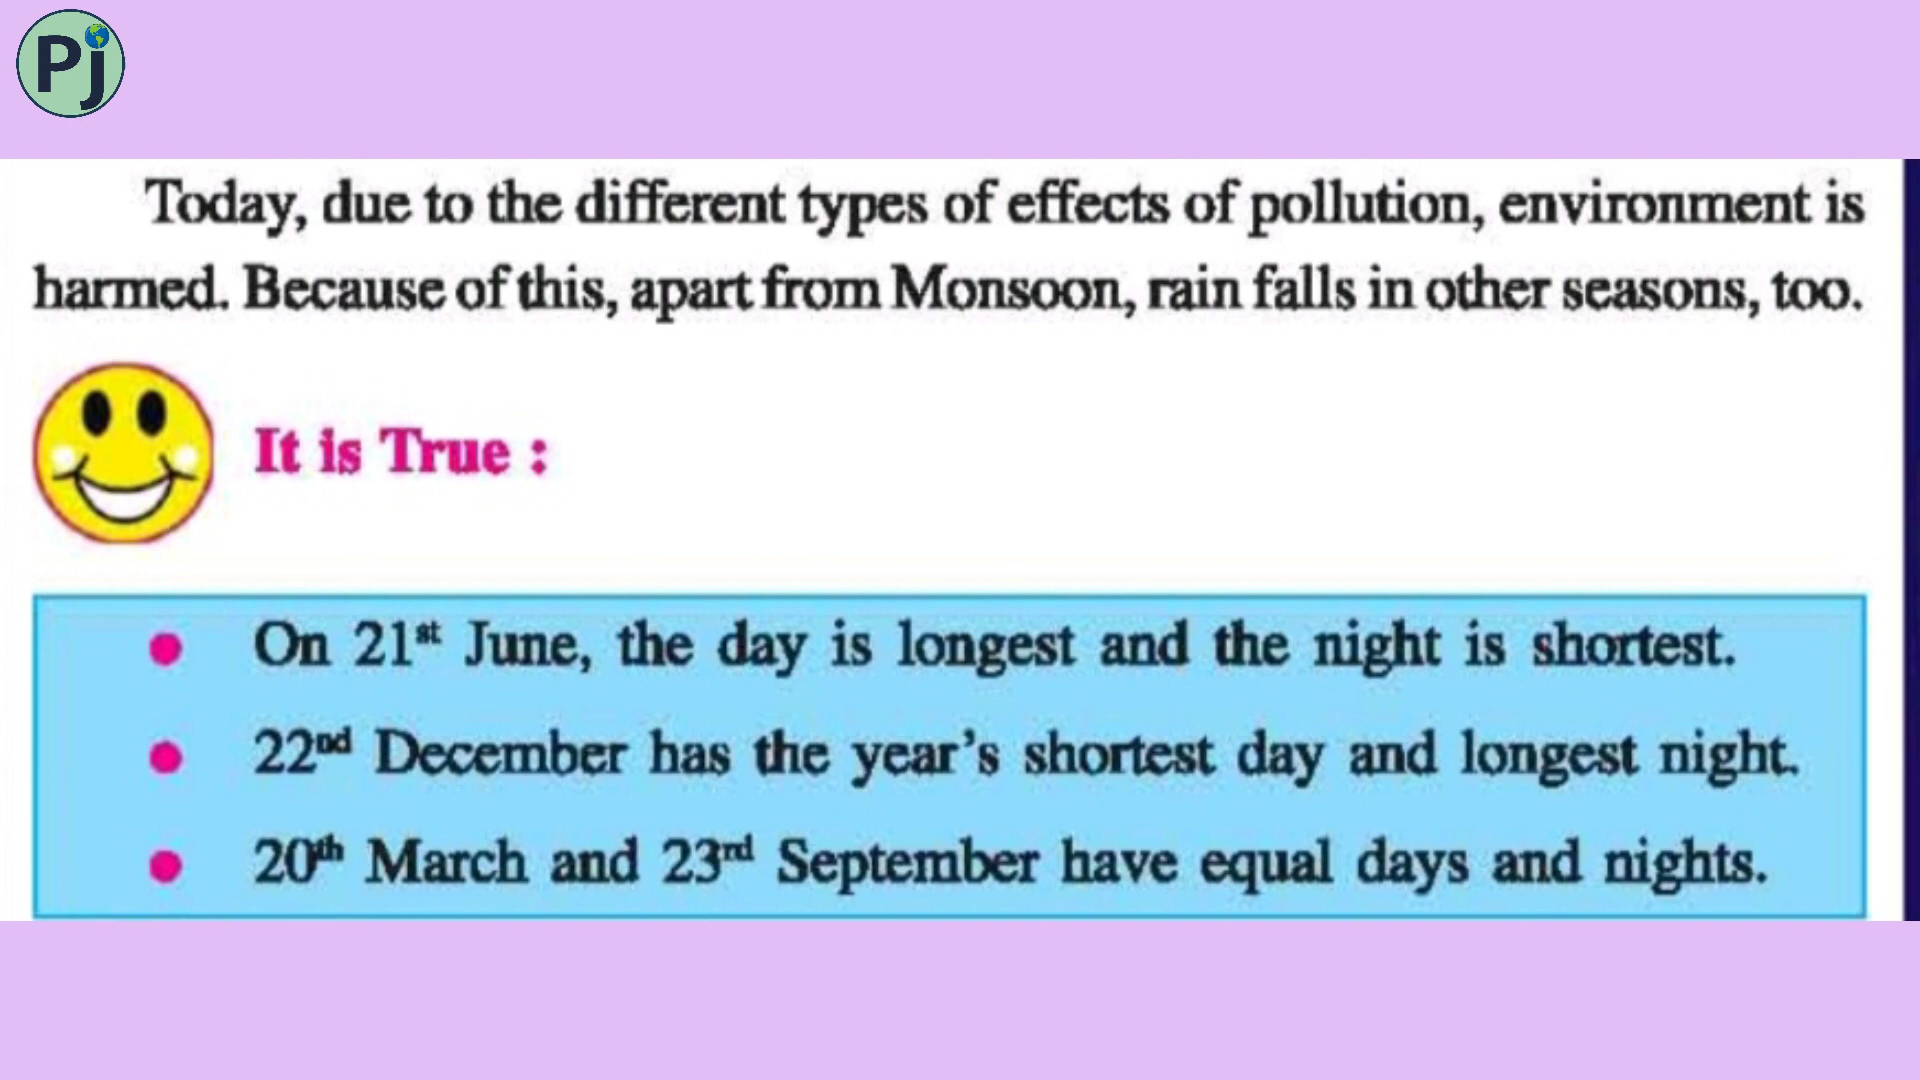 Pj
Today, due to the different types of effects of pollution, environment is
harmed. Because of this, apart from Monsoon, rain falls in other seasons, too.
It is True :
• On 21st June, the day is longest and the night is shortest.
• 22nd December has the year’s shortest day and longest night.
• 20th March and 23rd September have equal days and nights.